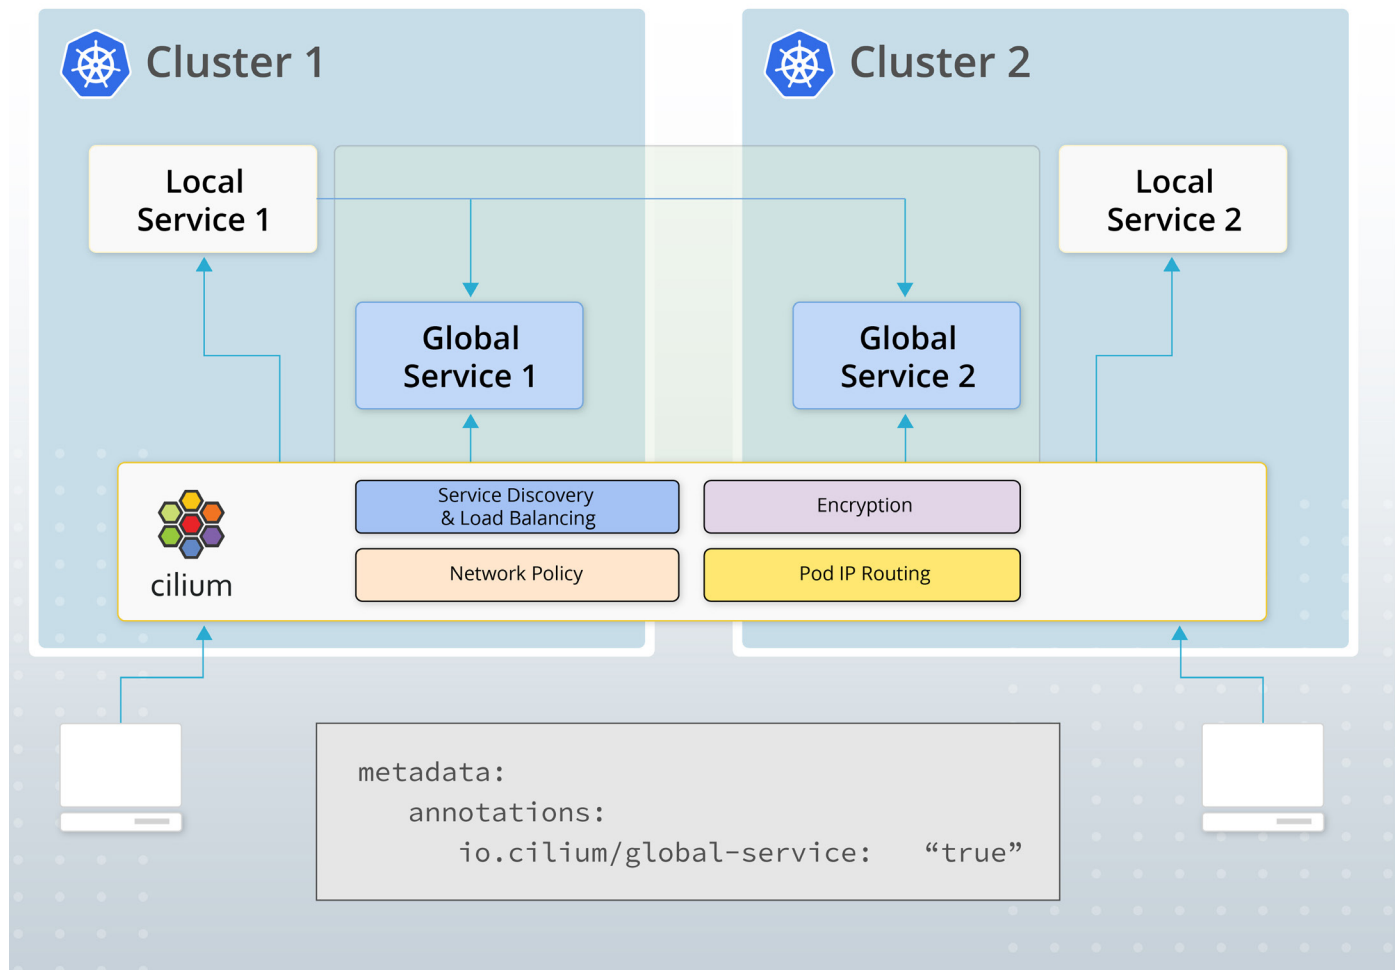 Cluster 1
Cluster 2
Local
Service 1
Local
Service 2
Global
Service 1
Global
Service 2
cilium
Service Discovery
& Load Balancing
Encryption
Network Policy
Pod IP Routing
metadata:
annotations:
io.cilium/global-service: “true”